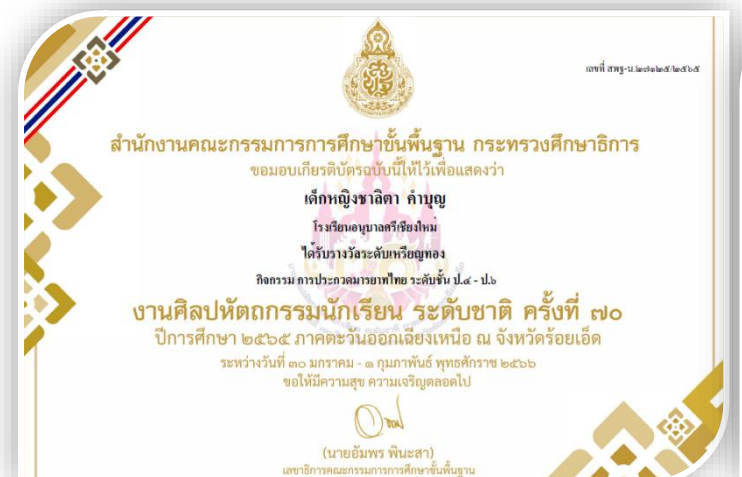 เลขที่ สพฐ-น.๒๗๑๒๕/๒๕๖๕
สำนักงานคณะกรรมการการศึกษาขั้นพื้นฐาน กระทรวงศึกษาธิการ
ขอมอบเกียรติบัตรฉบับนี้ให้ไว้เพื่อแสดงว่า
เด็กหญิงชาลิตา คำบุญ
โรงเรียนอนุบาลศรีเชียงใหม่
ได้รับรางวัลระดับเหรียญทอง
กิจกรรม การประกวดมารยาทไทย ระดับชั้น ป.๔ - ป.๖
งานศิลปหัตถกรรมนักเรียน ระดับชาติ ครั้งที่ ๗๐
ปีการศึกษา ๒๕๖๕ ภาคตะวันออกเฉียงเหนือ ณ จังหวัดร้อยเอ็ด
ระหว่างวันที่ ๓๐ มกราคม - ๑ กุมภาพันธ์ พุทธศักราช ๒๕๖๖
ขอให้มีความสุข ความเจริญตลอดไป
(นายอัมพร พินะสา)
เลขาธิการคณะกรรมการการศึกษาขั้นพื้นฐาน